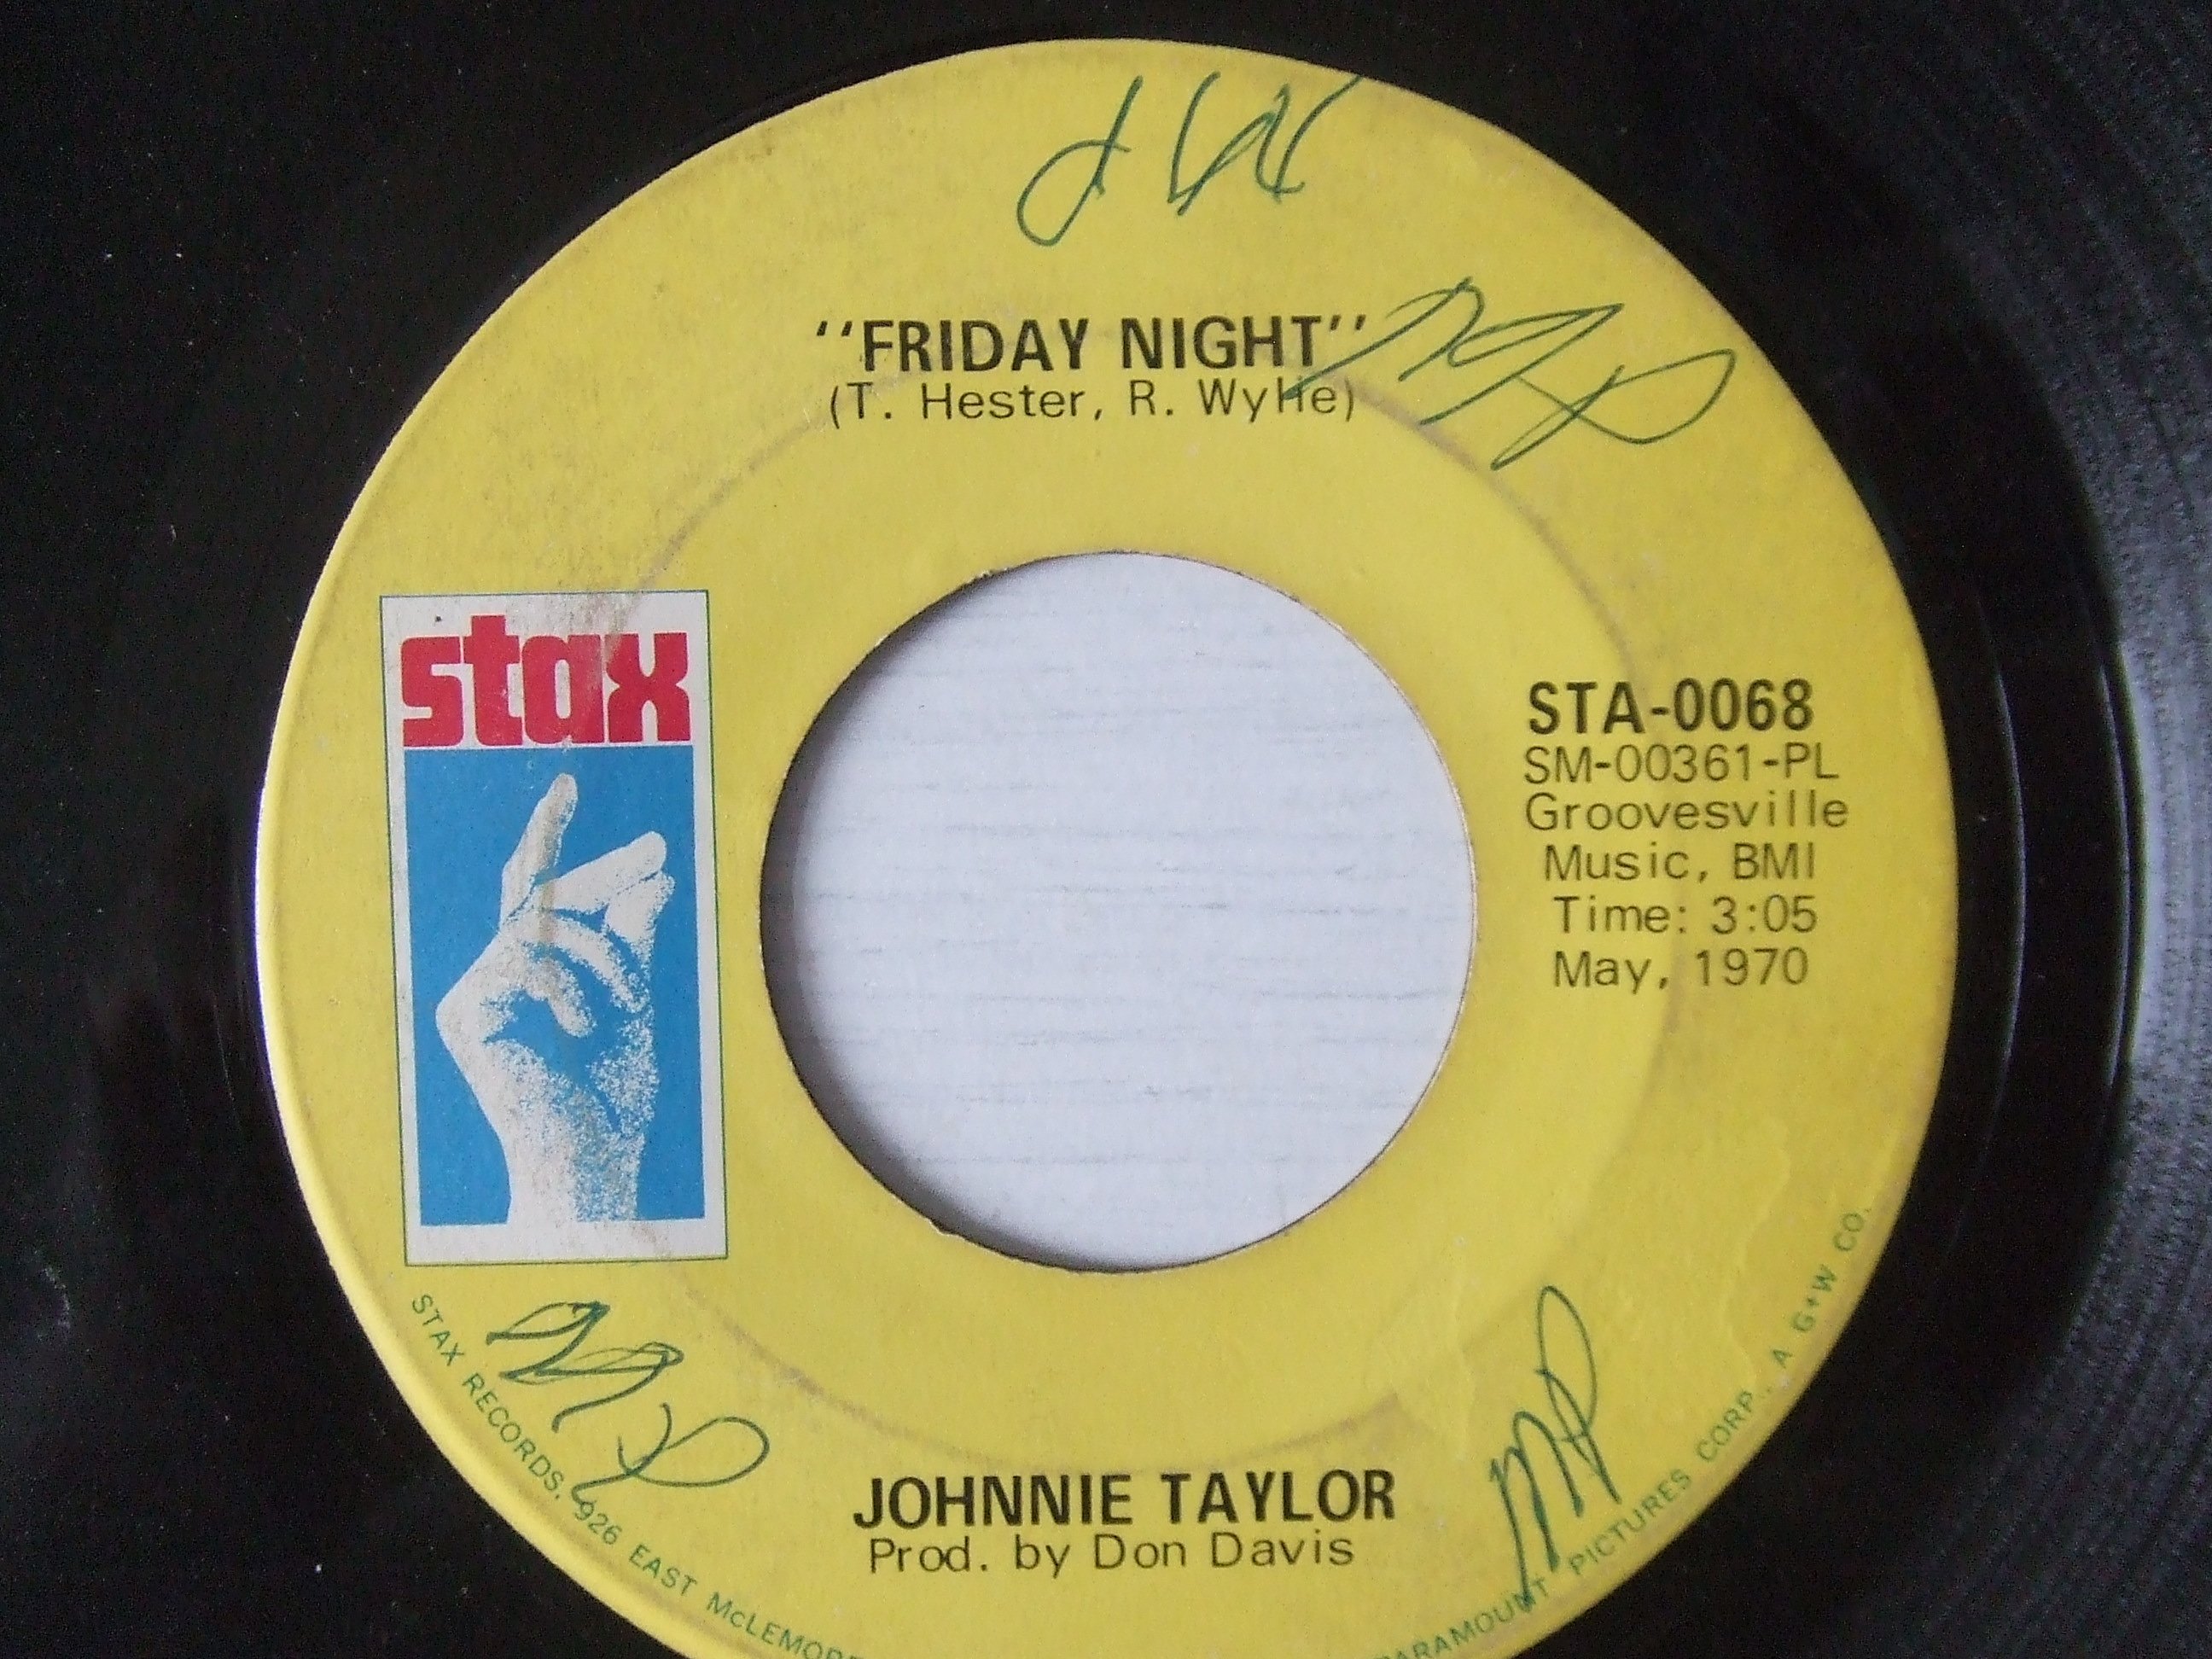 "FRIDAY NIGHT"
(T. Hester, R. Wylie)
stax
STA-0068
SM-00361-PL
Groovesville
Music, BMI
Time: 3:05
May, 1970
JOHNNIE TAYLOR
Prod. by Don Davis
STAX RECORDS, 926 EAST McLEMORE
PARAMOUNT PICTURES CORP., A G+W CO.